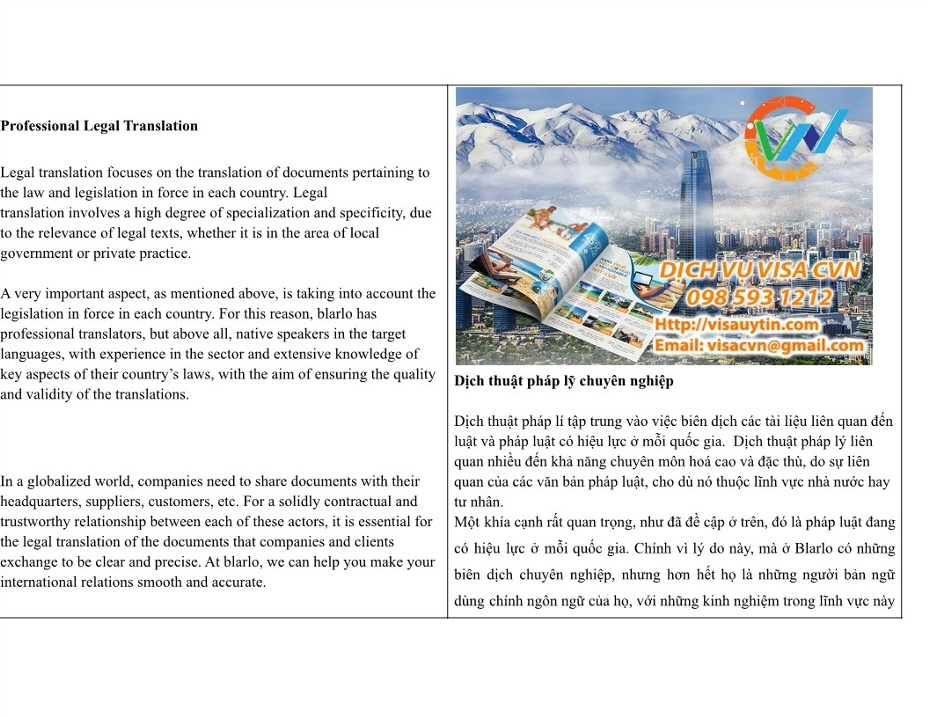 Professional Legal Translation
Legal translation focuses on the translation of documents pertaining to
the law and legislation in force in each country. Legal
translation involves a high degree of specialization and specificity, due
to the relevance of legal texts, whether it is in the area of local
government or private practice.
A very important aspect, as mentioned above, is taking into account the
legislation in force in each country. For this reason, blarlo has
professional translators, but above all, native speakers in the target
languages, with experience in the sector and extensive knowledge of
key aspects of their country’s laws, with the aim of ensuring the quality
and validity of the translations.
In a globalized world, companies need to share documents with their
headquarters, suppliers, customers, etc. For a solidly contractual and
trustworthy relationship between each of these actors, it is essential for
the legal translation of the documents that companies and clients
exchange to be clear and precise. At blarlo, we can help you make your
international relations smooth and accurate.
DỊCH VỤ VISA CVN
098 593 1212
Http://visauytin.com
Email: visacvn@gmail.com
Dịch thuật pháp lý chuyên nghiệp
Dịch thuật pháp lí tập trung vào việc biên dịch các tài liệu liên quan đến
luật và pháp luật có hiệu lực ở mỗi quốc gia. Dịch thuật pháp lý liên
quan nhiều đến khả năng chuyên môn hoá cao và đặc thù, do sự liên
quan của các văn bản pháp luật, cho dù nó thuộc lĩnh vực nhà nước hay
tư nhân.
Một khía cạnh rất quan trọng, như đã đề cập ở trên, đó là pháp luật đang
có hiệu lực ở mỗi quốc gia. Chính vì lý do này, mà ở Blarlo có những
biên dịch chuyên nghiệp, nhưng hơn hết họ là những người bản ngữ
dùng chính ngôn ngữ của họ, với những kinh nghiệm trong lĩnh vực này